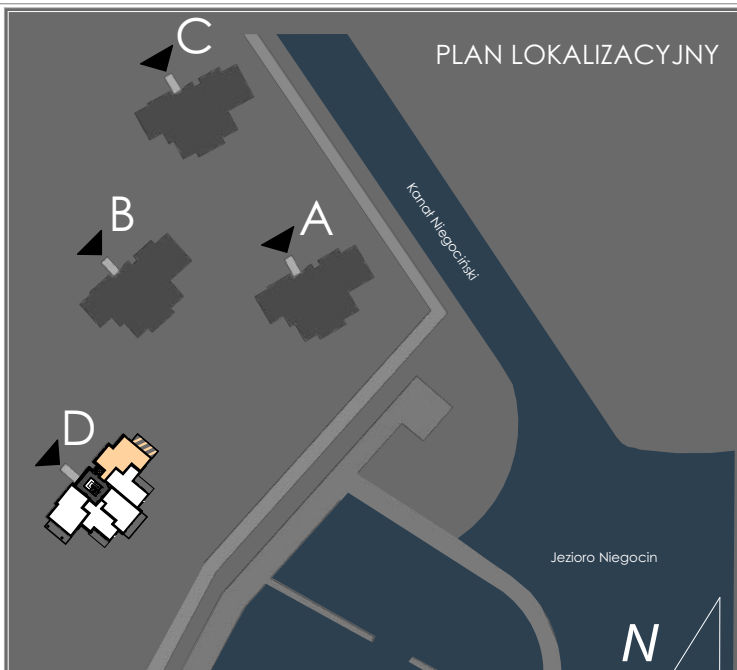 PLAN LOKALIZACYJNY
C
B
A
Kanał Niegociński
D
Jezioro Niegocin
N